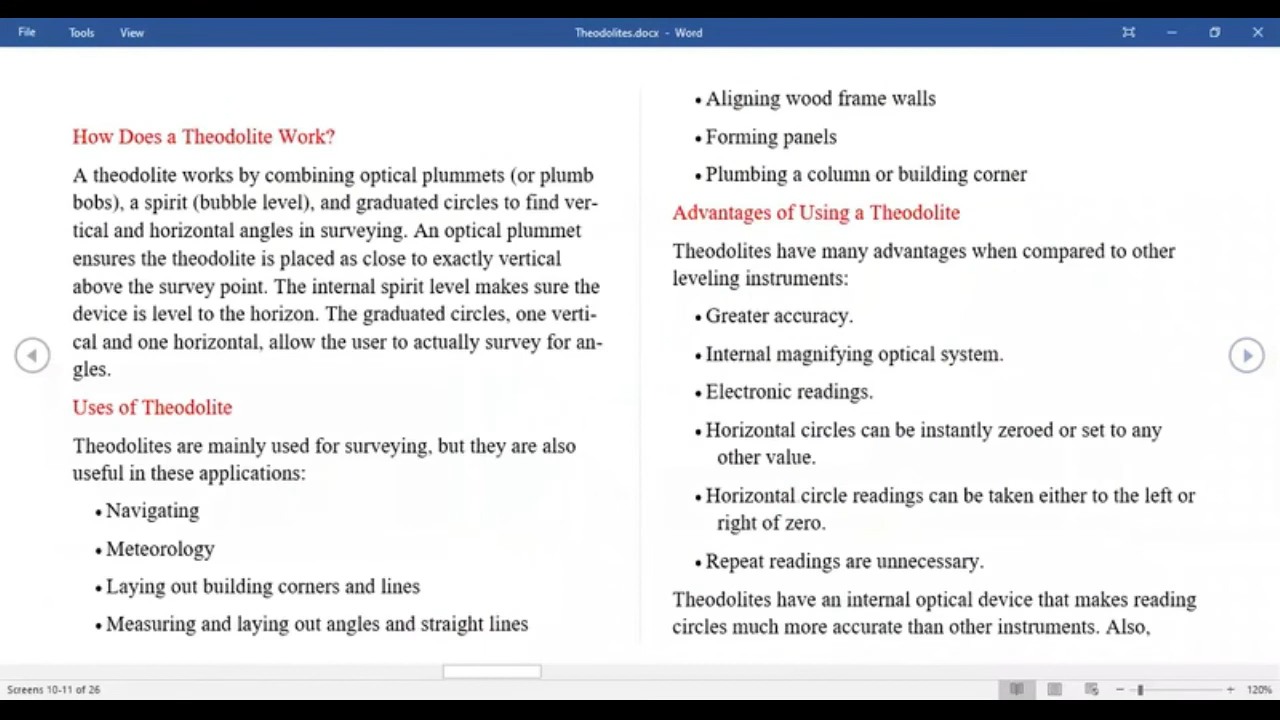 File Tools View Theodolites.docx - Word
How Does a Theodolite Work?
A theodolite works by combining optical plummets (or plumb
bobs), a spirit (bubble level), and graduated circles to find ver-
tical and horizontal angles in surveying. An optical plummet
ensures the theodolite is placed as close to exactly vertical
above the survey point. The internal spirit level makes sure the
device is level to the horizon. The graduated circles, one verti-
cal and one horizontal, allow the user to actually survey for an-
gles.
Uses of Theodolite
Theodolites are mainly used for surveying, but they are also
useful in these applications:
• Navigating
• Meteorology
• Laying out building corners and lines
• Measuring and laying out angles and straight lines
• Aligning wood frame walls
• Forming panels
• Plumbing a column or building corner
Advantages of Using a Theodolite
Theodolites have many advantages when compared to other
leveling instruments:
• Greater accuracy.
• Internal magnifying optical system.
• Electronic readings.
• Horizontal circles can be instantly zeroed or set to any
other value.
• Horizontal circle readings can be taken either to the left or
right of zero.
• Repeat readings are unnecessary.
Theodolites have an internal optical device that makes reading
circles much more accurate than other instruments. Also,
Screens 10-11 of 26 120%